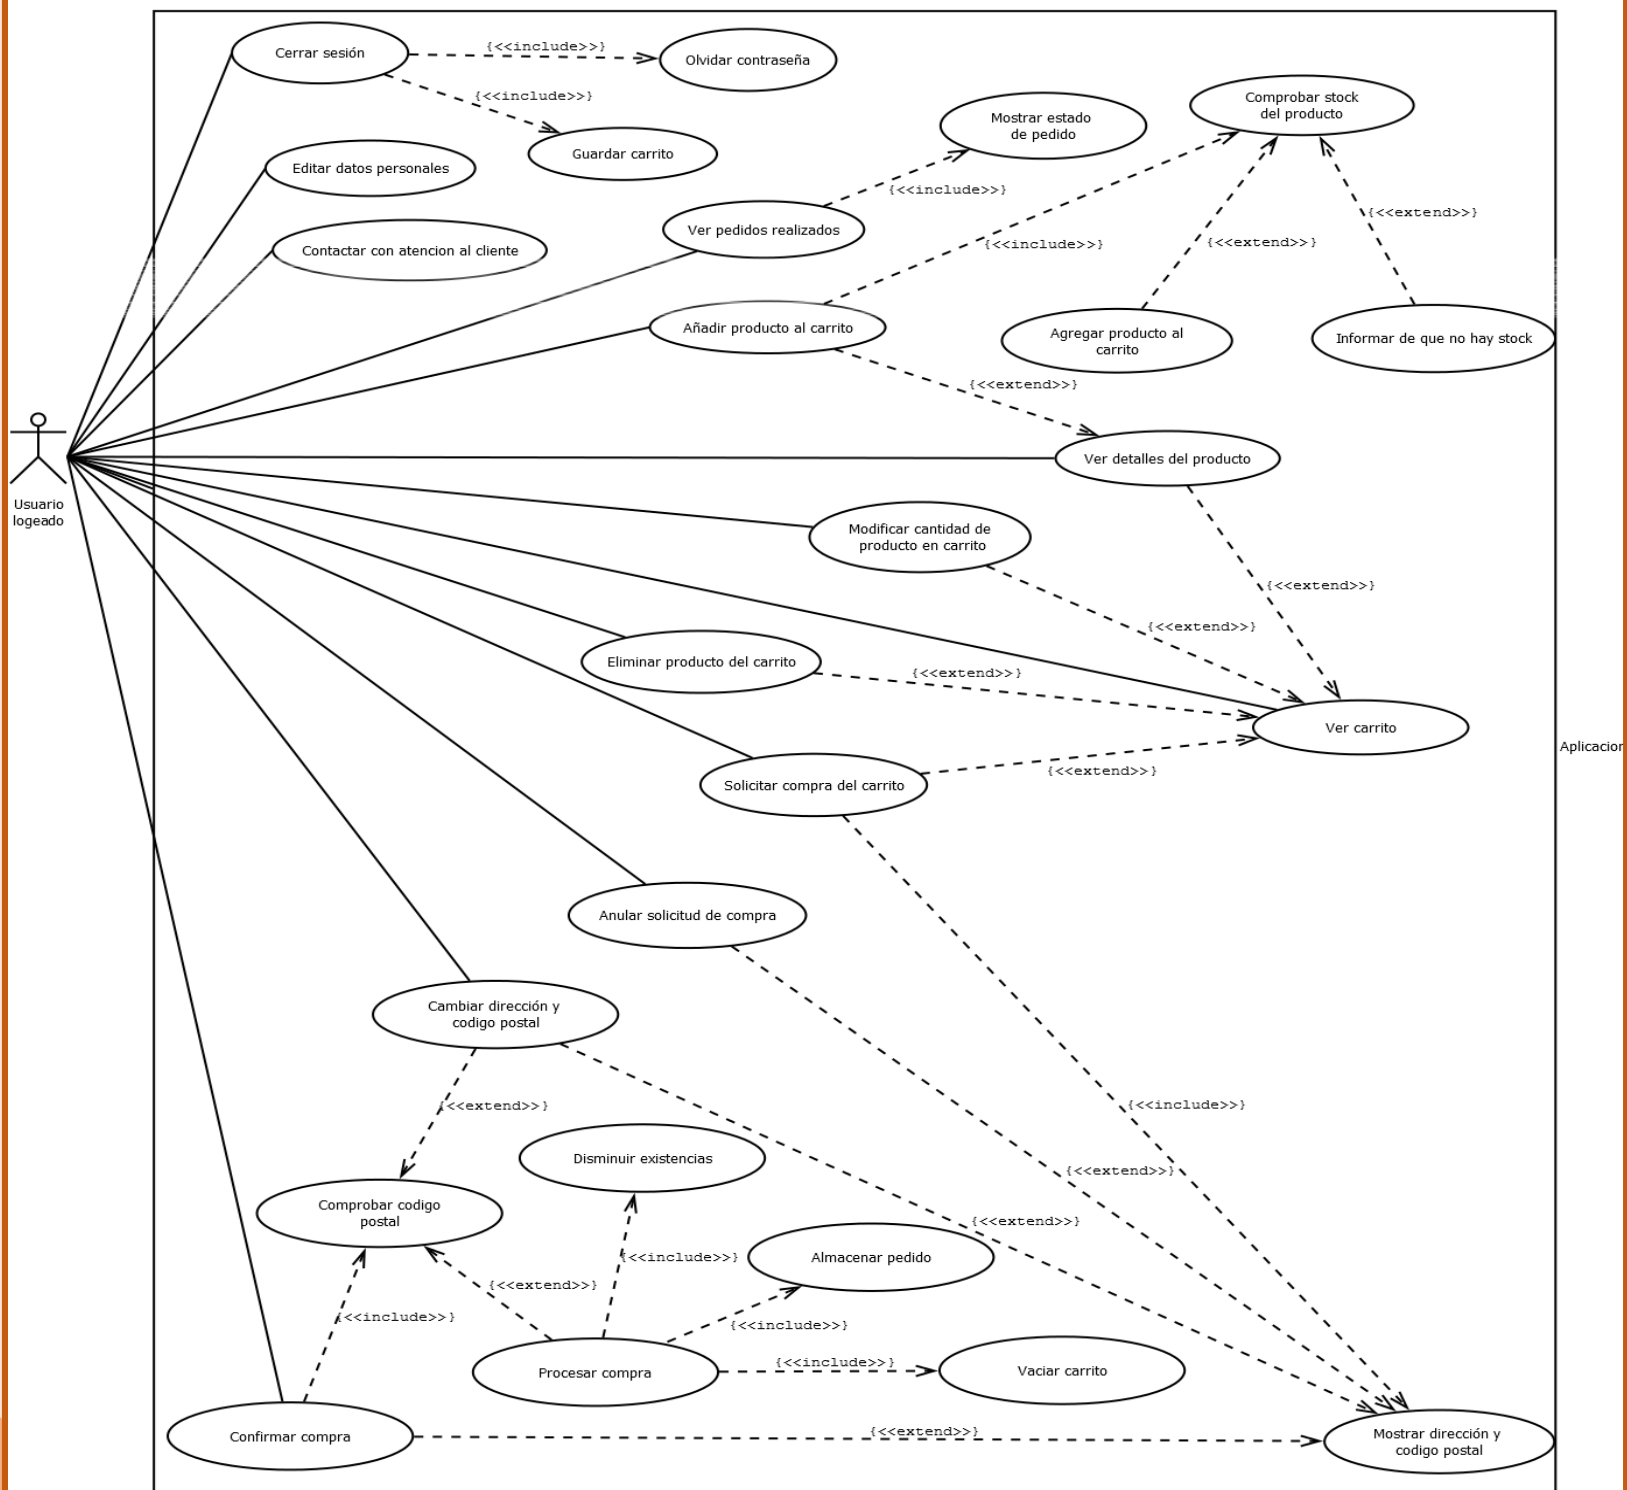 Cerrar sesión
{<<include>>}
Olvidar contraseña
{<<include>>}
Guardar carrito
Comprobar stock
del producto
Mostrar estado
de pedido
Editar datos personales
{<<include>>}
{<<extend>>}
Ver pedidos realizados
{<<include>>}
{<<extend>>}
Contactar con atencion al cliente
Añadir producto al carrito
Agregar producto al
carrito
Informar de que no hay stock
{<<extend>>}
Ver detalles del producto
Usuario
logeado
Modificar cantidad de
producto en carrito
{<<extend>>}
{<<extend>>}
Eliminar producto del carrito
{<<extend>>}
Ver carrito
Aplicacion
Solicitar compra del carrito
{<<extend>>}
Anular solicitud de compra
Cambiar dirección y
codigo postal
{<<extend>>}
{<<include>>}
Disminuir existencias
{<<extend>>}
Comprobar codigo
postal
{<<extend>>}
{<<include>>}
Almacenar pedido
{<<extend>>}
{<<include>>}
{<<include>>}
{<<include>>}
Procesar compra
Vaciar carrito
Confirmar compra
{<<extend>>}
Mostrar dirección y
codigo postal